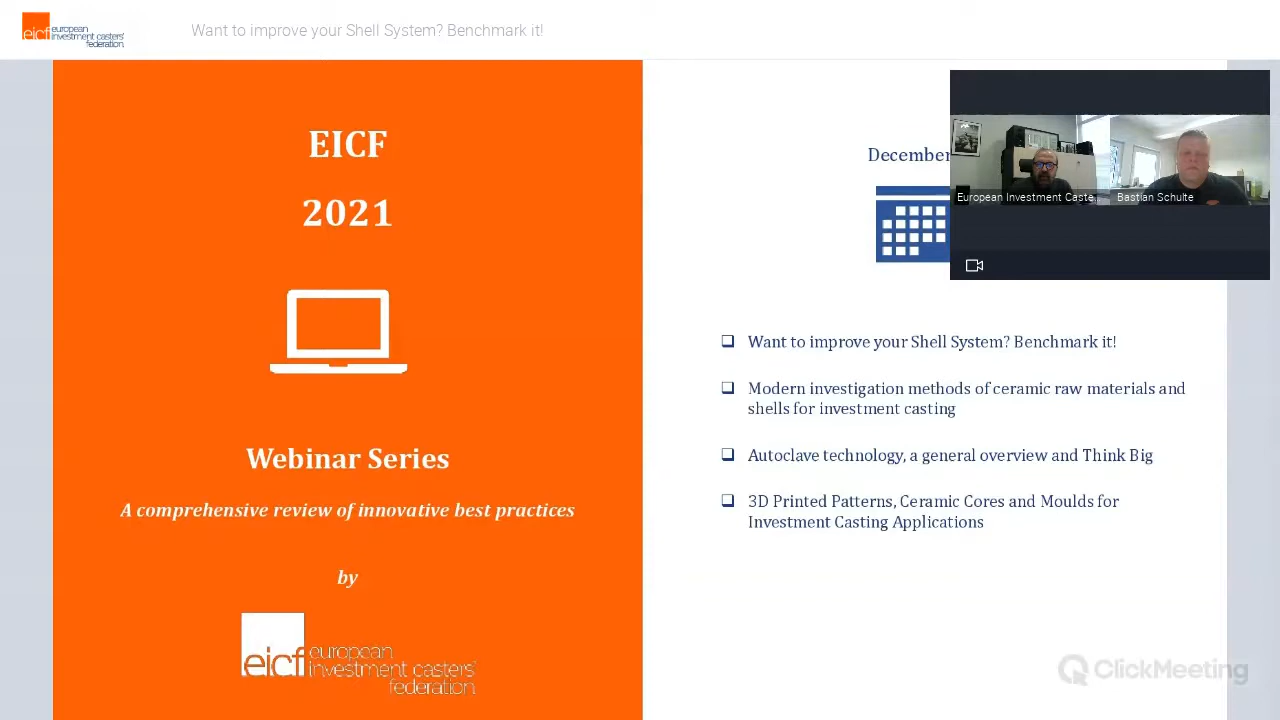 eicf european
investment casters'
federation.
Want to improve your Shell System? Benchmark it!
EICF
2021
Webinar Series
A comprehensive review of innovative best practices
by
eicf european
investment casters'
federation.
December
European Investment Caste...
Bastian Schulte
Want to improve your Shell System? Benchmark it!
Modern investigation methods of ceramic raw materials and
shells for investment casting
Autoclave technology, a general overview and Think Big
3D Printed Patterns, Ceramic Cores and Moulds for
Investment Casting Applications
ClickMeeting